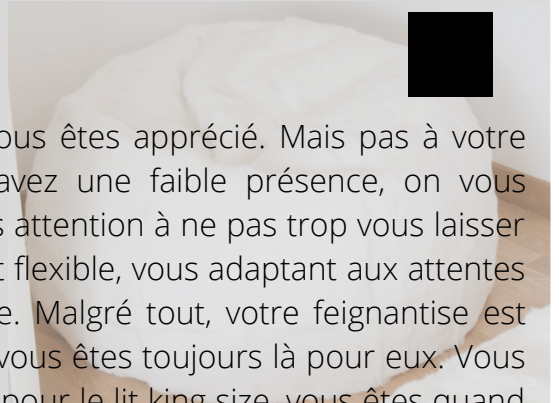 ous êtes apprécié. Mais pas à votre
avez une faible présence, on vous
s attention à ne pas trop vous laisser
t flexible, vous adaptant aux attentes
e. Malgré tout, votre feignantise est
vous êtes toujours là pour eux. Vous
pour le lit king size, vous êtes quand